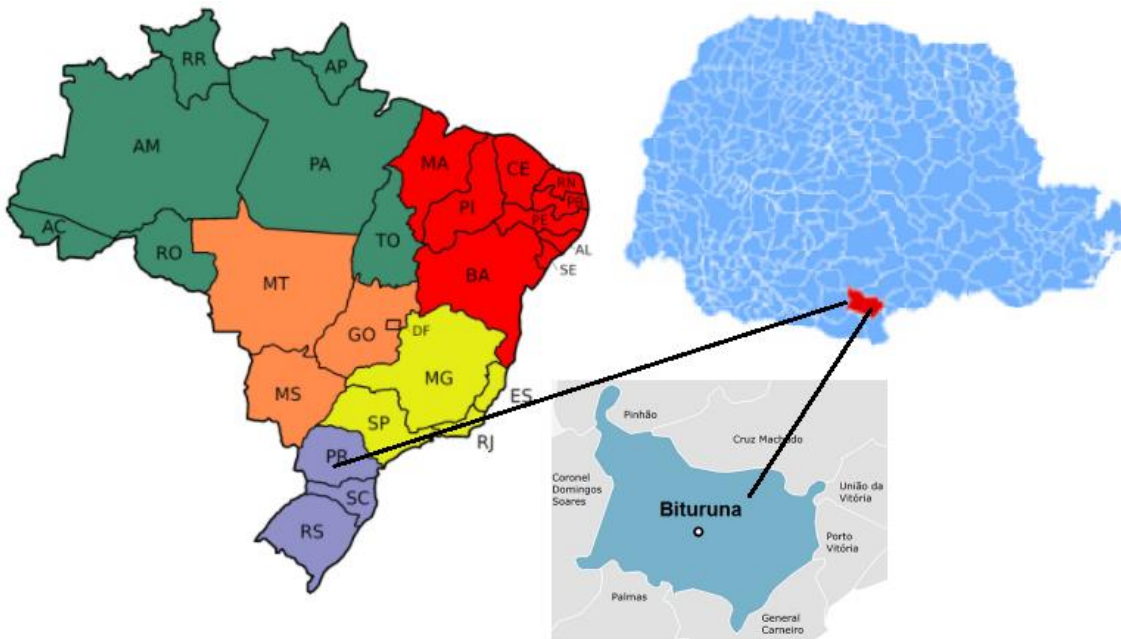 RR
AP
AM
PA
MA
CE
RN
PB
PI
PE
AC
TO
AL
RO
SE
BA
MT
GO
DF
MG
MS
ES
SP
RJ
PR
SC
RS
Pinhão
Cruz Machado
Coronel
Domingos
Soares
União da
Vitória
Bituruna
Porto
Vitória
Palmas
General
Carneiro